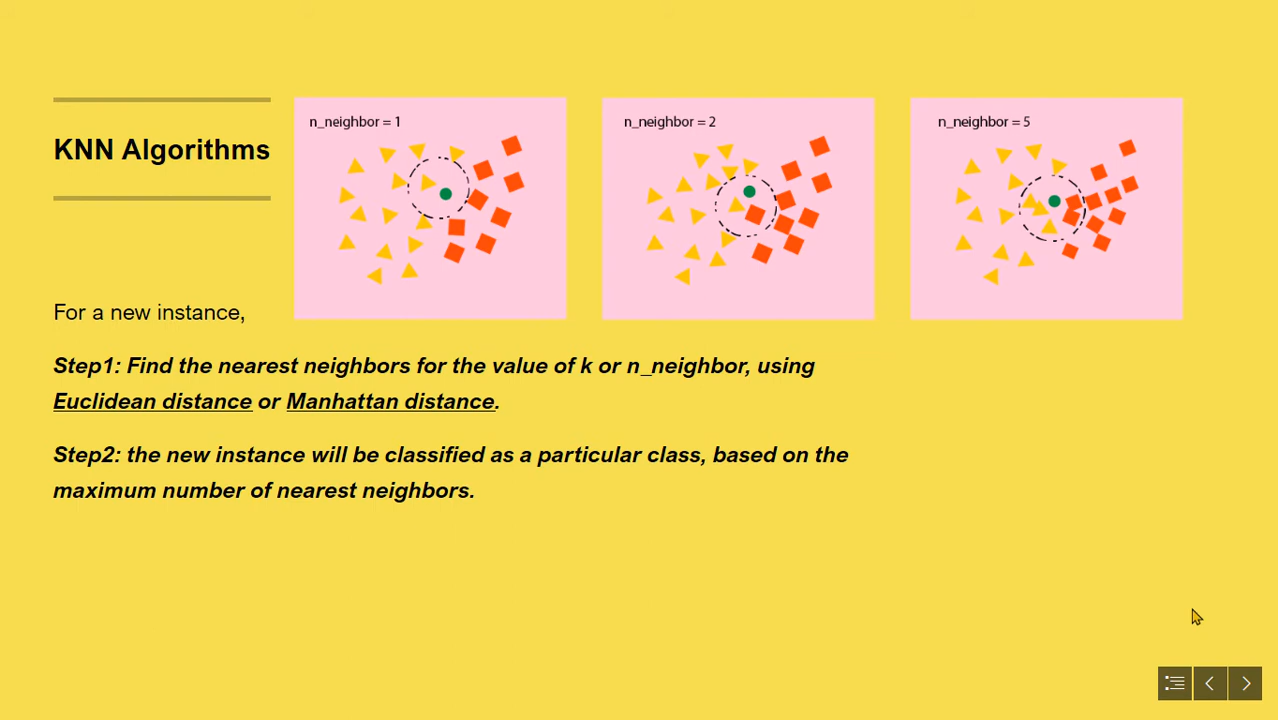 KNN Algorithms
n_neighbor = 1
n_neighbor = 2
n_neighbor = 5
For a new instance,
Step1: Find the nearest neighbors for the value of k or n_neighbor, using
Euclidean distance or Manhattan distance.
Step2: the new instance will be classified as a particular class, based on the
maximum number of nearest neighbors.